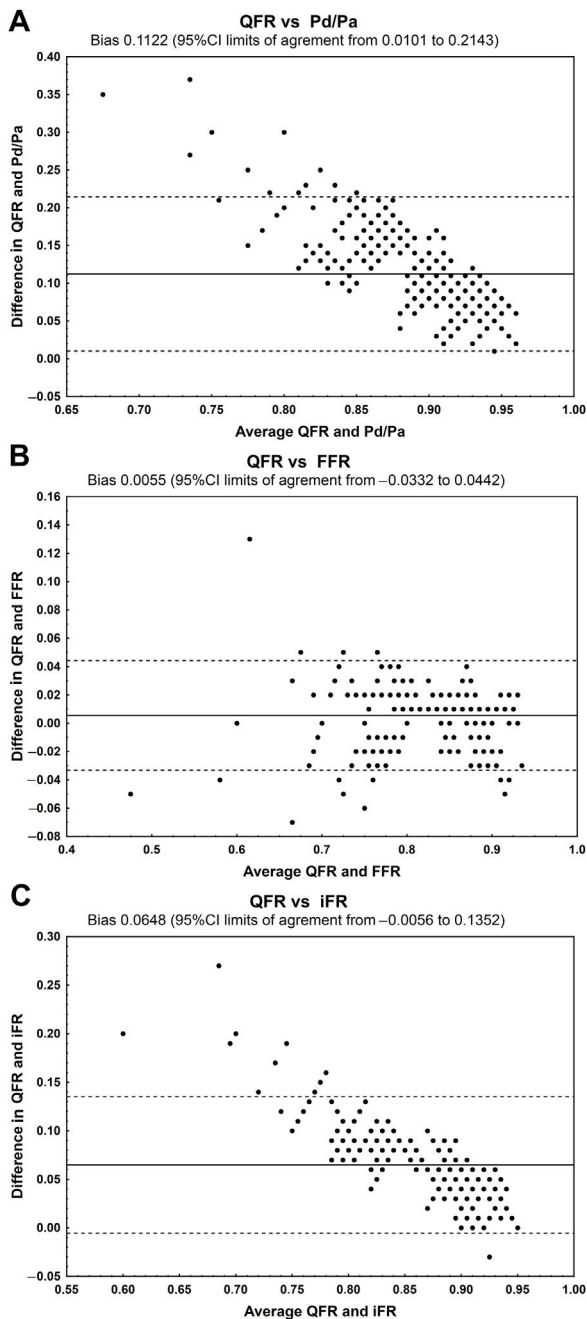 A
QFR vs Pd/Pa
Bias 0.1122 (95%CI limits of agrement from 0.0101 to 0.2143)
Difference in QFR and Pd/Pa
0.40
0.35
0.30
0.25
0.20
0.15
0.10
0.05
0.00
−0.05
0.65 0.70 0.75 0.80 0.85 0.90 0.95 1.00
Average QFR and Pd/Pa
B
QFR vs FFR
Bias 0.0055 (95%CI limits of agrement from −0.0332 to 0.0442)
Difference in QFR and FFR
0.16
0.14
0.12
0.10
0.08
0.06
0.04
0.02
0.00
−0.02
−0.04
−0.06
−0.08
0.4 0.5 0.6 0.7 0.8 0.9 1.0
Average QFR and FFR
C
QFR vs iFR
Bias 0.0648 (95%CI limits of agrement from −0.0056 to 0.1352)
Difference in QFR and iFR
0.30
0.25
0.20
0.15
0.10
0.05
0.00
−0.05
0.55 0.60 0.65 0.70 0.75 0.80 0.85 0.90 0.95 1.00
Average QFR and iFR